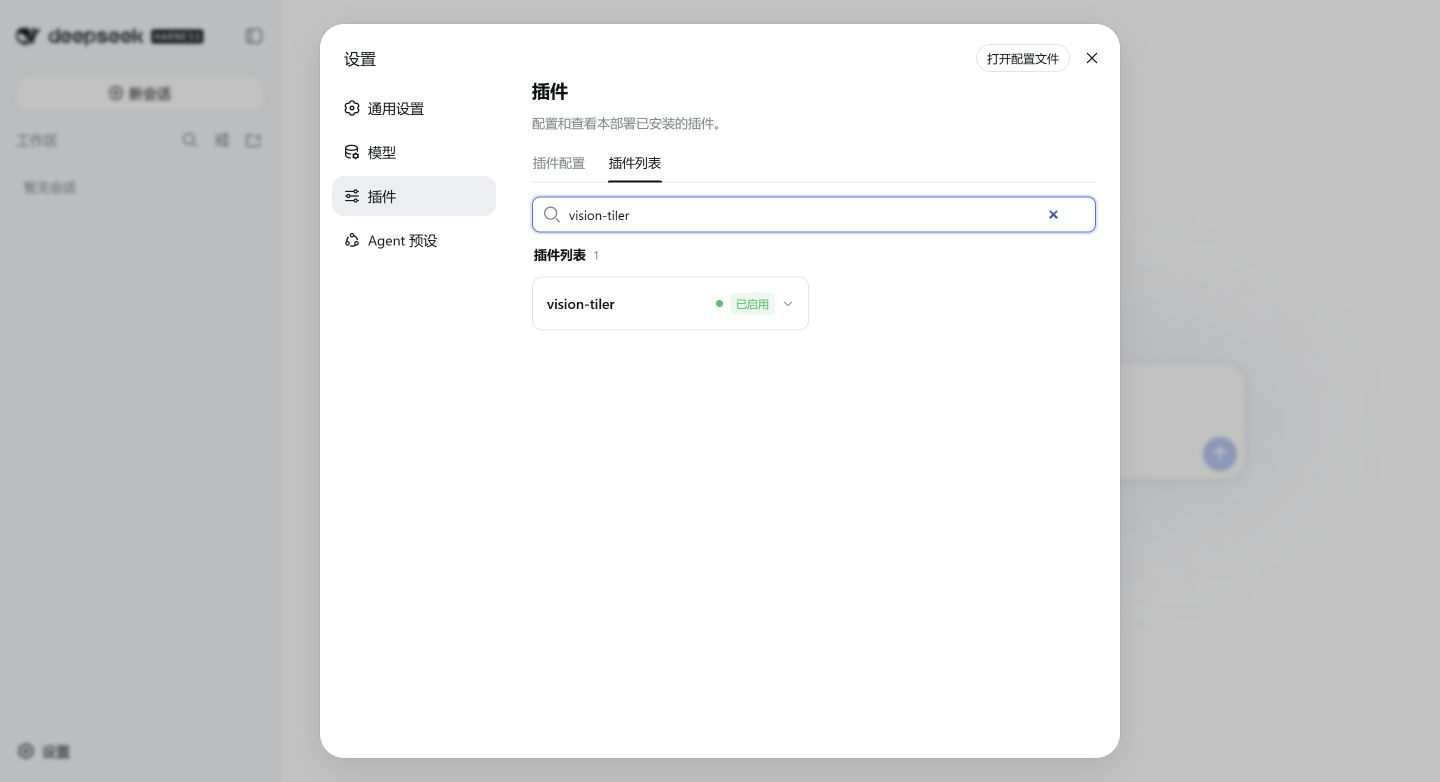 deepseek HARNESS
新会话
工作区
暂无会话
设置
设置
打开配置文件
通用设置
模型
插件
Agent 预设
插件
配置和查看本部署已安装的插件。
插件配置 插件列表
vision-tiler
插件列表 1
vision-tiler 已启用